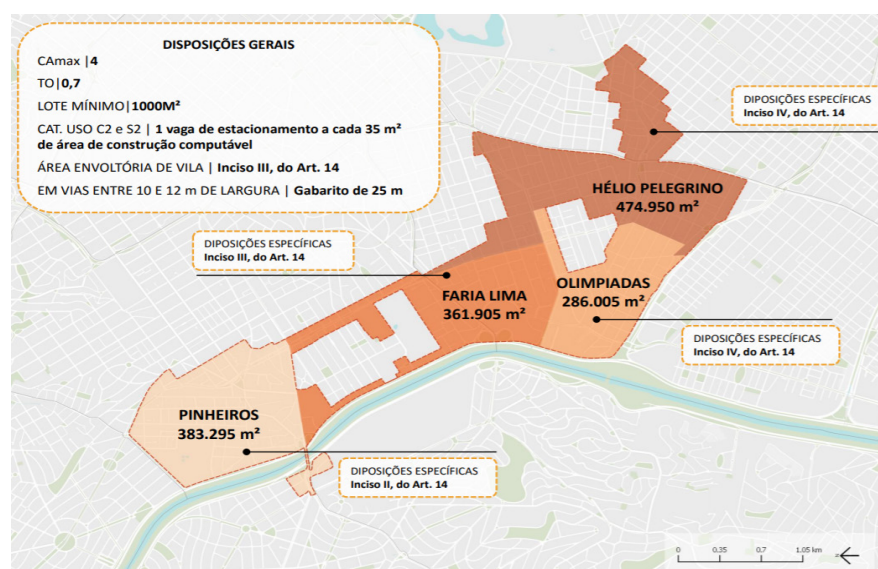 DISPOSIÇÕES GERAIS
CAmax |4
TO|0,7
LOTE MÍNIMO|1000M²
CAT. USO C2 e S2 | 1 vaga de estacionamento a cada 35 m²
de área de construção computável
ÁREA ENVOLTÓRIA DE VILA | Inciso III, do Art. 14
EM VIAS ENTRE 10 E 12 m DE LARGURA | Gabarito de 25 m
DIPOSIÇÕES ESPECÍFICAS
Inciso IV, do Art. 14
HÉLIO PELEGRINO
474.950 m²
DIPOSIÇÕES ESPECÍFICAS
Inciso III, do Art. 14
OLIMPIADAS
286.005 m²
FARIA LIMA
361.905 m²
DIPOSIÇÕES ESPECÍFICAS
Inciso IV, do Art. 14
PINHEIROS
383.295 m²
DIPOSIÇÕES ESPECÍFICAS
Inciso II, do Art. 14
0 0,35 0,7 1,05 km